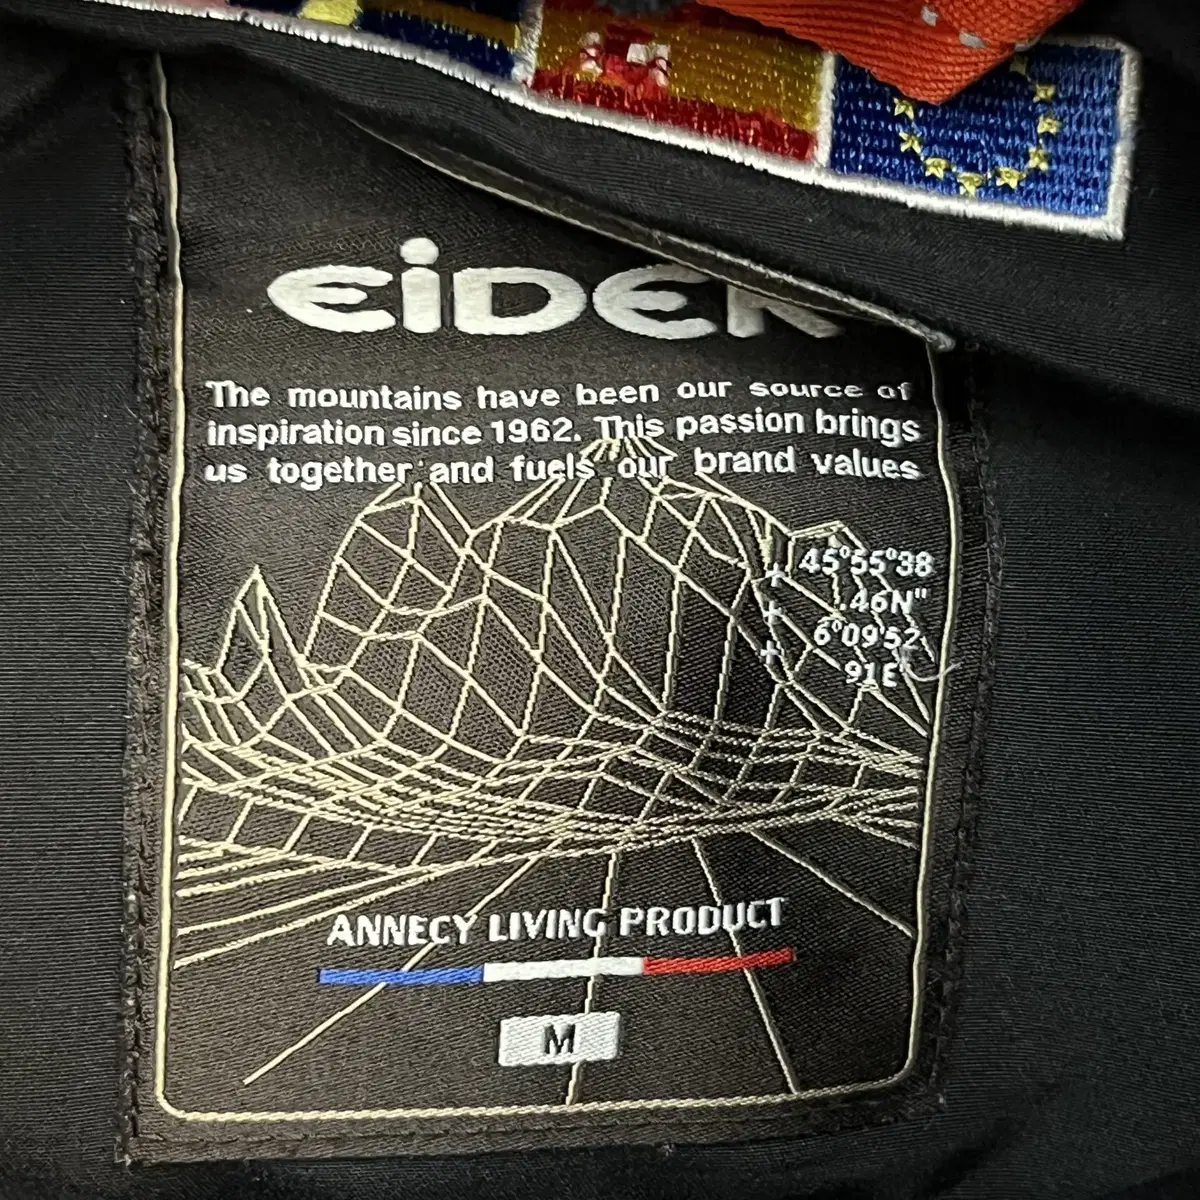 EiDER
The mountains have been our source of
inspiration since 1962. This passion brings
us together and fuels our brand values
45°55°38
.46N"
6°09'52
91E"
ANNECY LIVING PRODUCT
M